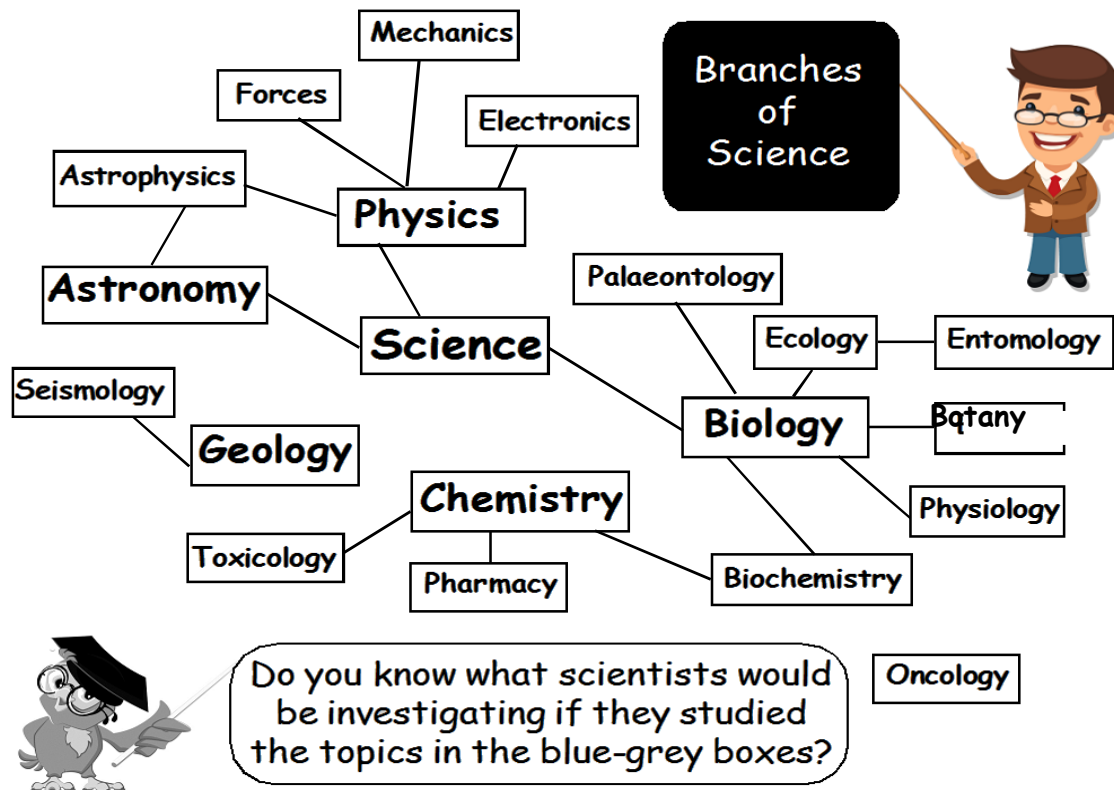 Mechanics
Branches
of
Science
Forces
Electronics
Astrophysics
Physics
Astronomy
Palaeontology
Science
Ecology
Entomology
Seismology
Biology
Botany
Geology
Chemistry
Physiology
Toxicology
Pharmacy
Biochemistry
Do you know what scientists would
be investigating if they studied
the topics in the blue-grey boxes?
Oncology